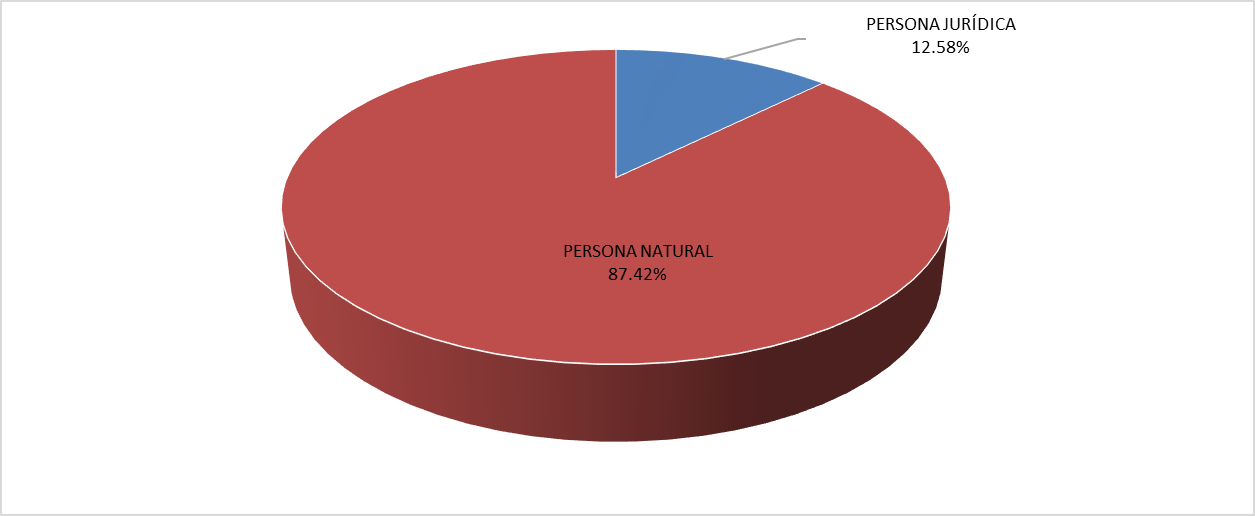 PERSONA JURÍDICA
12.58%
PERSONA NATURAL
87.42%